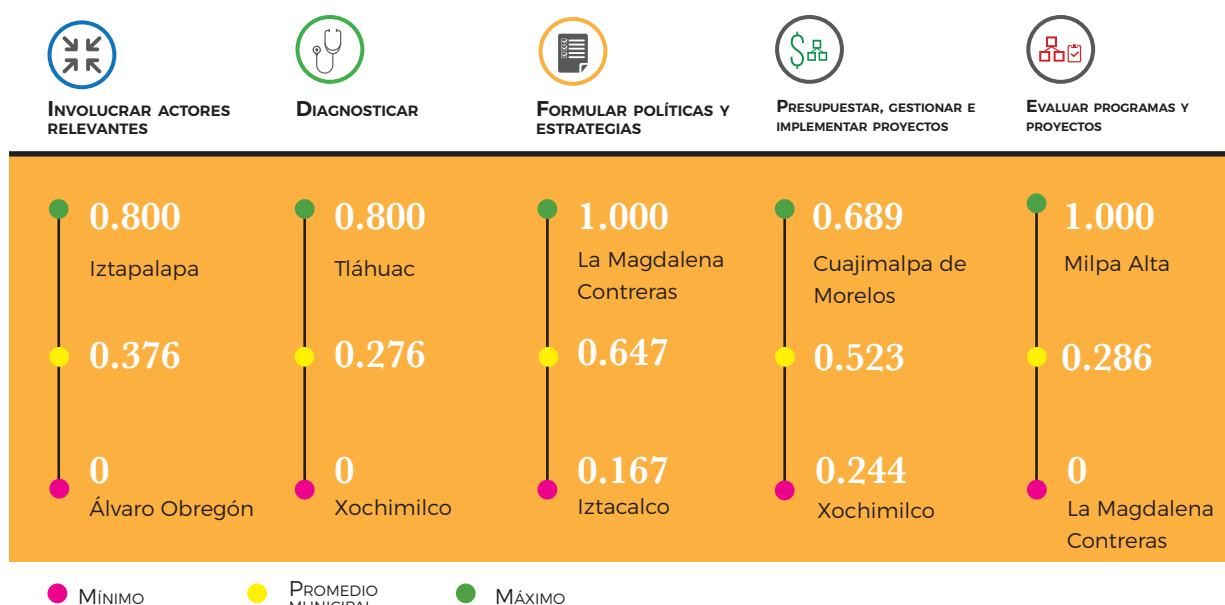 INVOLUCRAR ACTORES
RELEVANTES
DIAGNOSTICAR
FORMULAR POLÍTICAS Y
ESTRATEGIAS
PRESUPUESTAR, GESTIONAR E
IMPLEMENTAR PROYECTOS
EVALUAR PROGRAMAS Y
PROYECTOS
0.800
Iztapalapa
0.376
0
Álvaro Obregón
0.800
Tláhuac
0.276
0
Xochimilco
1.000
La Magdalena
Contreras
0.647
0.167
Iztacalco
0.689
Cuajimalpa de
Morelos
0.523
0.244
Xochimilco
1.000
Milpa Alta
0.286
0
La Magdalena
Contreras
MÍNIMO
PROMEDIO
MUNICIPAL
MÁXIMO